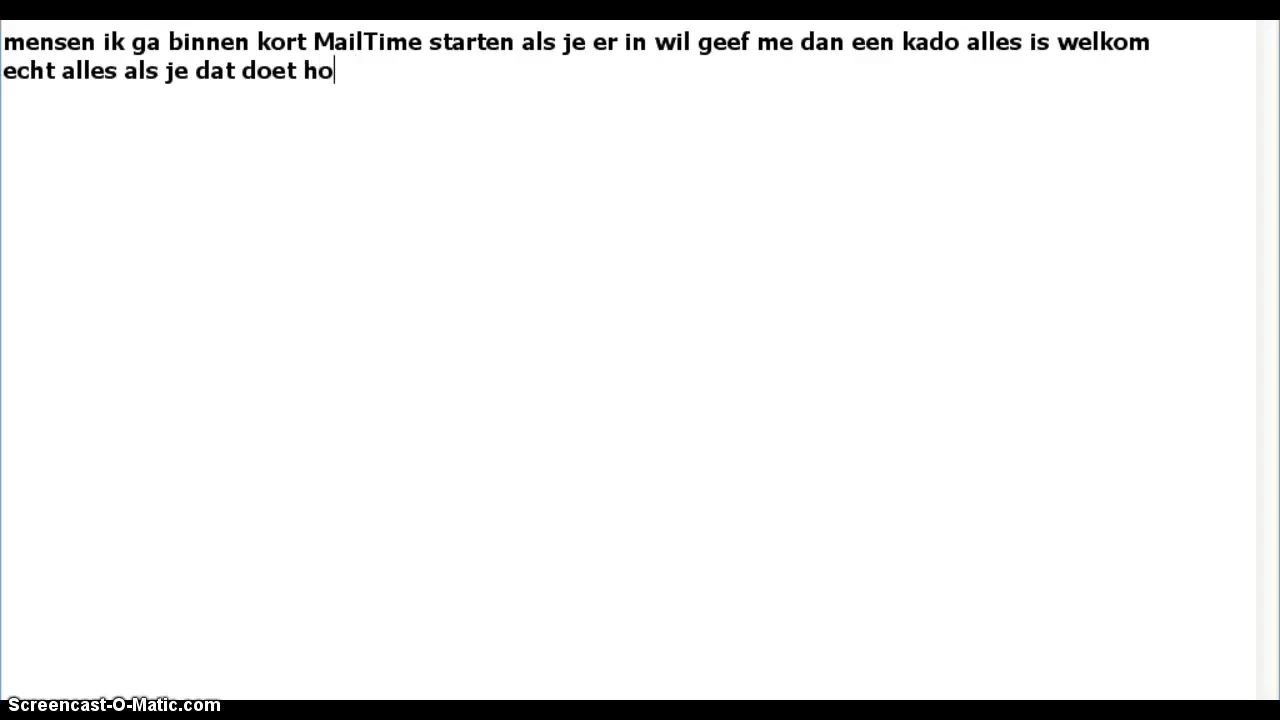 mensen ik ga binnen kort MailTime starten als je er in wil geef me dan een kado alles is welkom
echt alles als je dat doet ho
Screencast-O-Matic.com